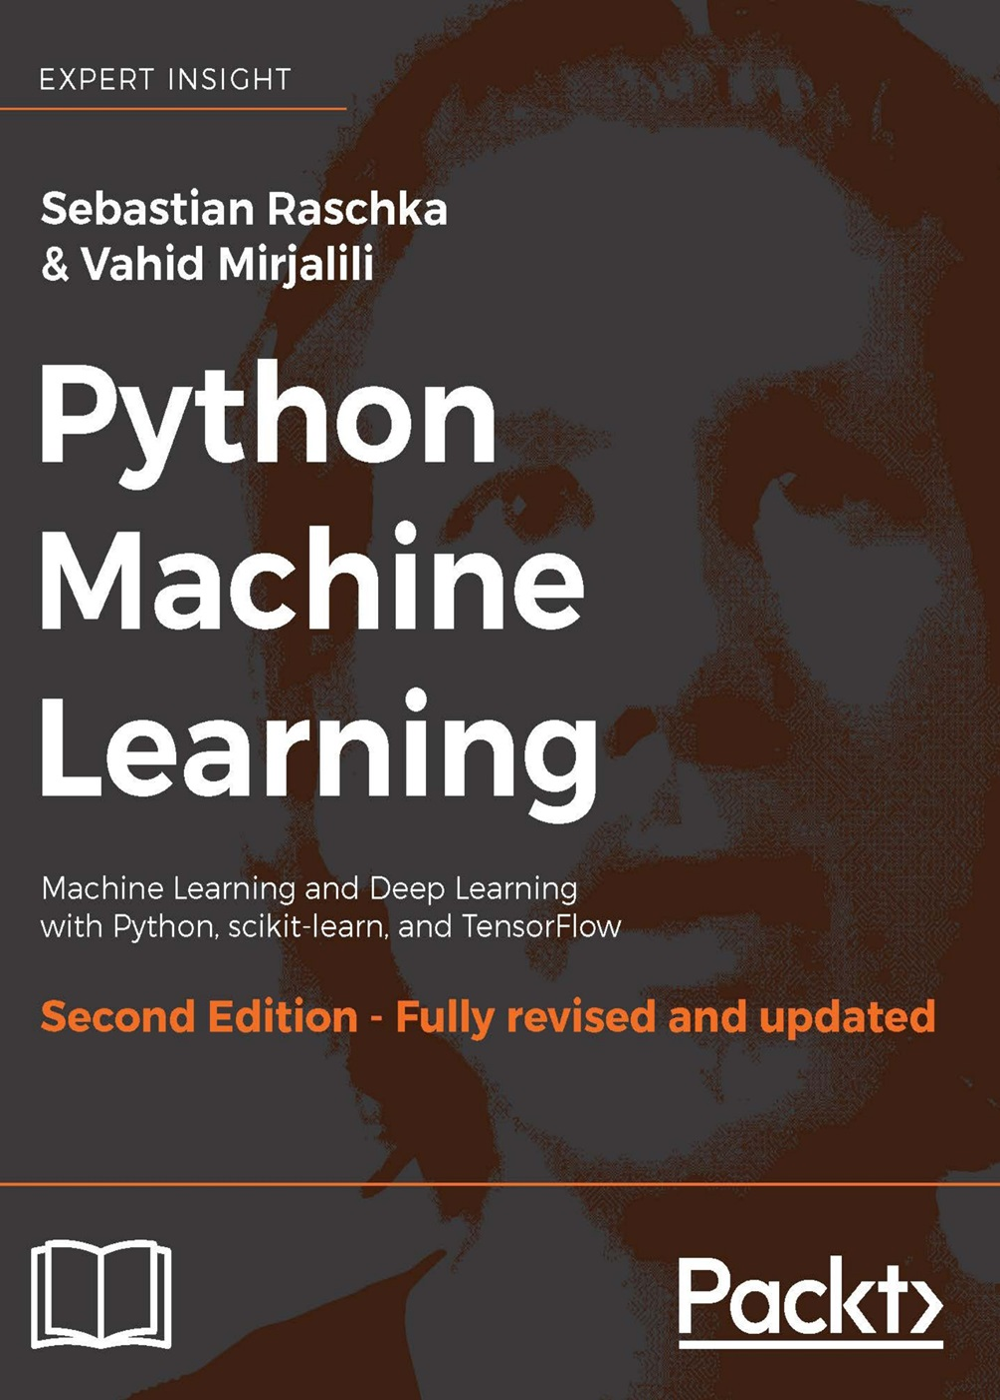 EXPERT INSIGHT
Sebastian Raschka
& Vahid Mirjalili
Python
Machine
Learning
Machine Learning and Deep Learning
with Python, scikit-learn, and TensorFlow
Second Edition - Fully revised and updated
Packt